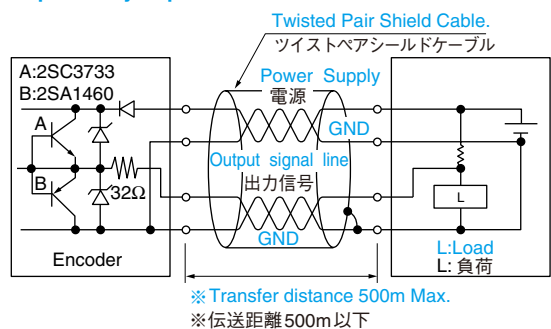 Twisted Pair Shield Cable.
ツイストペアシールドケーブル
A:2SC3733
B:2SA1460
Power Supply
電源
A
GND
Output signal line
出力信号
B
32Ω
L
GND
Encoder
L:Load
L: 負荷
※Transfer distance 500m Max.
※伝送距離500m以下